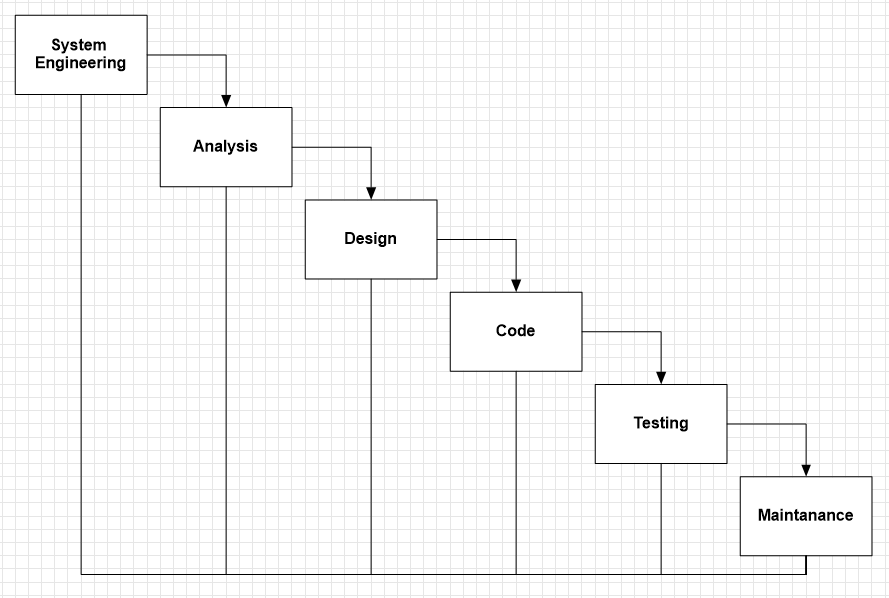 System
Engineering
Analysis
Design
Code
Testing
Maintanance